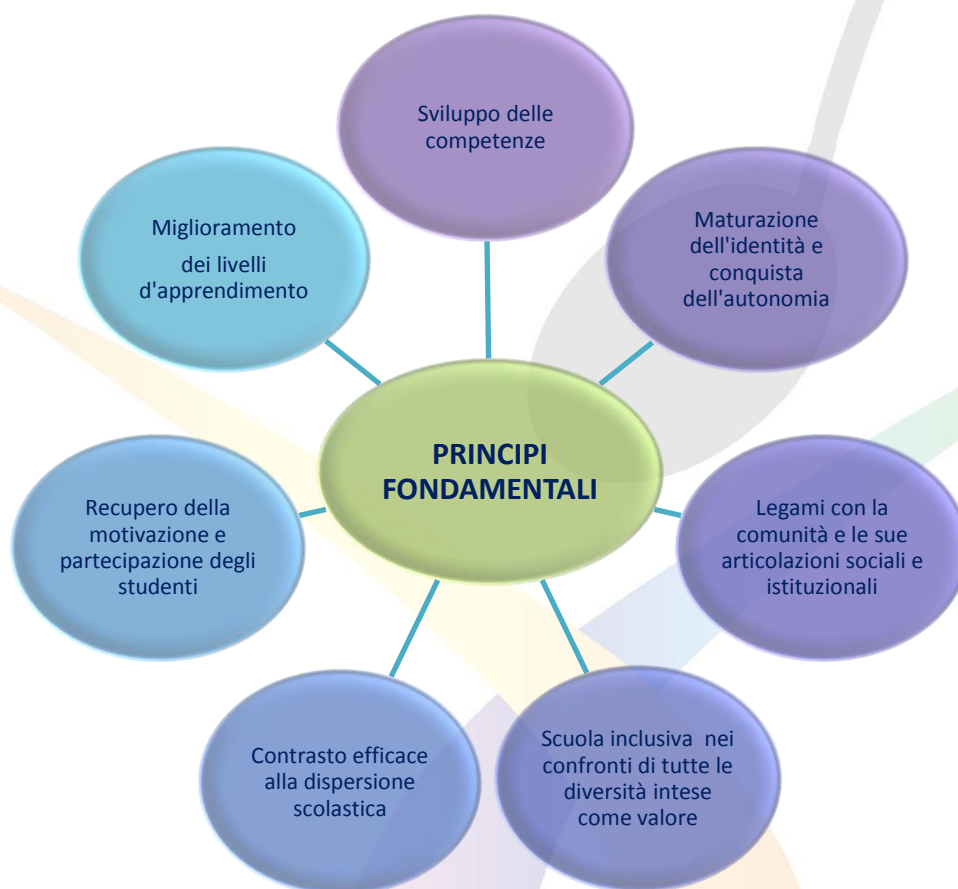 Sviluppo delle
competenze
Maturazione
dell'identità e
conquista
dell'autonomia
Legami con la
comunità e le sue
articolazioni sociali e
istituzionali
Scuola inclusiva nei
confronti di tutte le
diversità intese
come valore
Contrasto efficace
alla dispersione
scolastica
Recupero della
motivazione e
partecipazione degli
studenti
Miglioramento
dei livelli
d'apprendimento
PRINCIPI
FONDAMENTALI